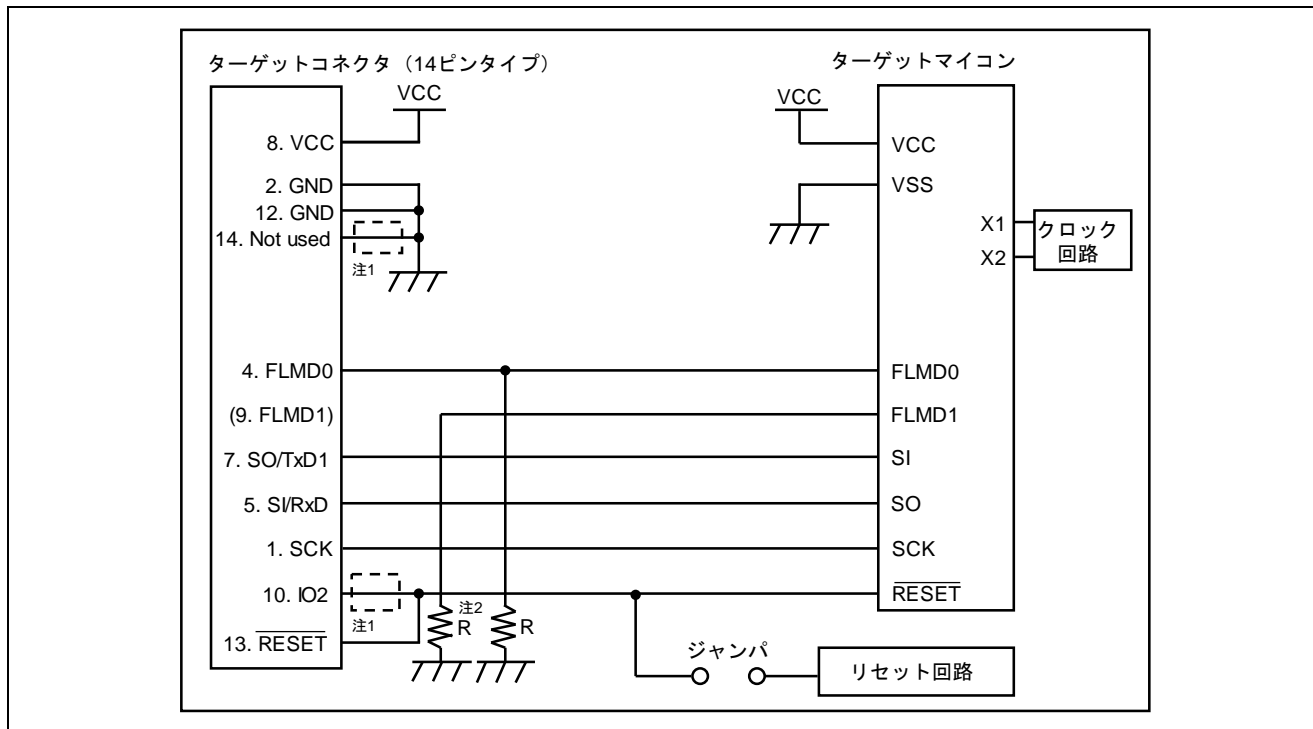 ターゲットコネクタ（14ピンタイプ）
VCC
8. VCC
2. GND
12. GND
14. Not used
注1
4. FLMD0
(9. FLMD1)
7. SO/TxD1
5. SI/RxD
1. SCK
10. IO2
注1
13. RESET
注2
R
R
ターゲットマイコン
VCC
VCC
VSS
X1
X2
クロック
回路
FLMD0
FLMD1
SI
SO
SCK
RESET
ジャンパ
リセット回路